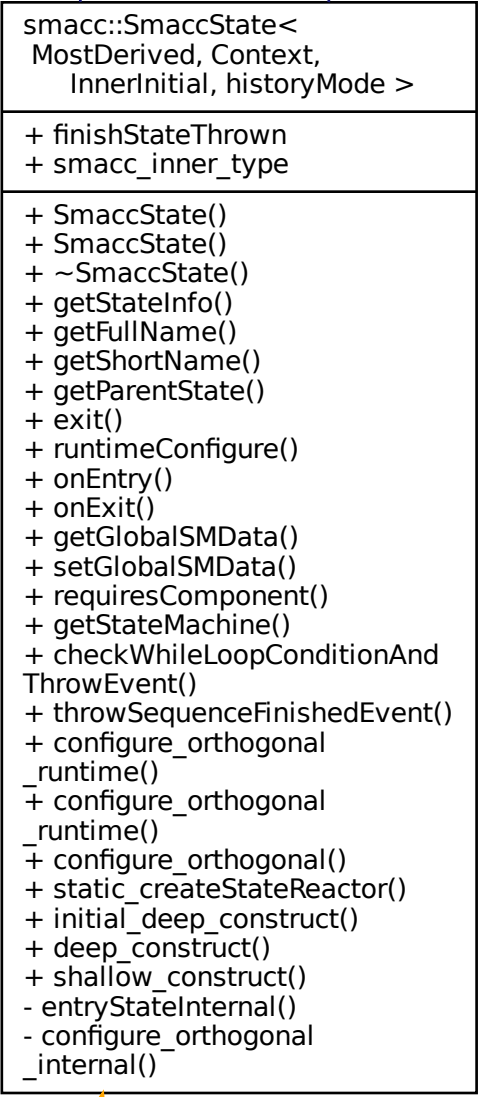 smacc::SmaccState<
MostDerived, Context,
InnerInitial, historyMode >
+ finishStateThrown
+ smacc_inner_type
+ SmaccState()
+ SmaccState()
+ ~SmaccState()
+ getStateInfo()
+ getFullName()
+ getShortName()
+ getParentState()
+ exit()
+ runtimeConfigure()
+ onEntry()
+ onExit()
+ getGlobalSMData()
+ setGlobalSMData()
+ requiresComponent()
+ getStateMachine()
+ checkWhileLoopConditionAnd
ThrowEvent()
+ throwSequenceFinishedEvent()
+ configure_orthogonal
_runtime()
+ configure_orthogonal
_runtime()
+ configure_orthogonal()
+ static_createStateReactor()
+ initial_deep_construct()
+ deep_construct()
+ shallow_construct()
- entryStateInternal()
- configure_orthogonal
_internal()